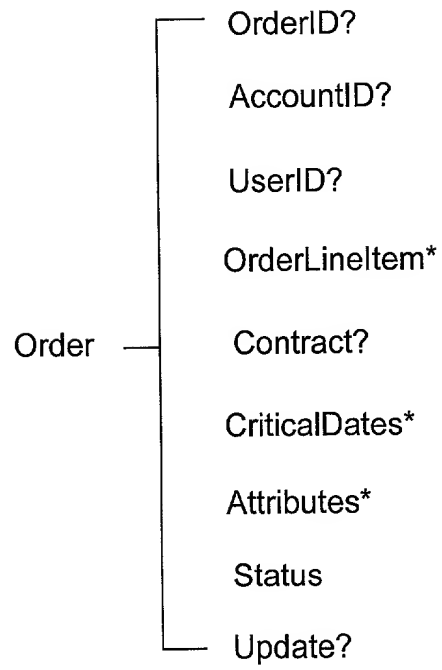 OrderID?
AccountID?
UserID?
OrderLineItem*
Order
Contract?
CriticalDates*
Attributes*
Status
Update?